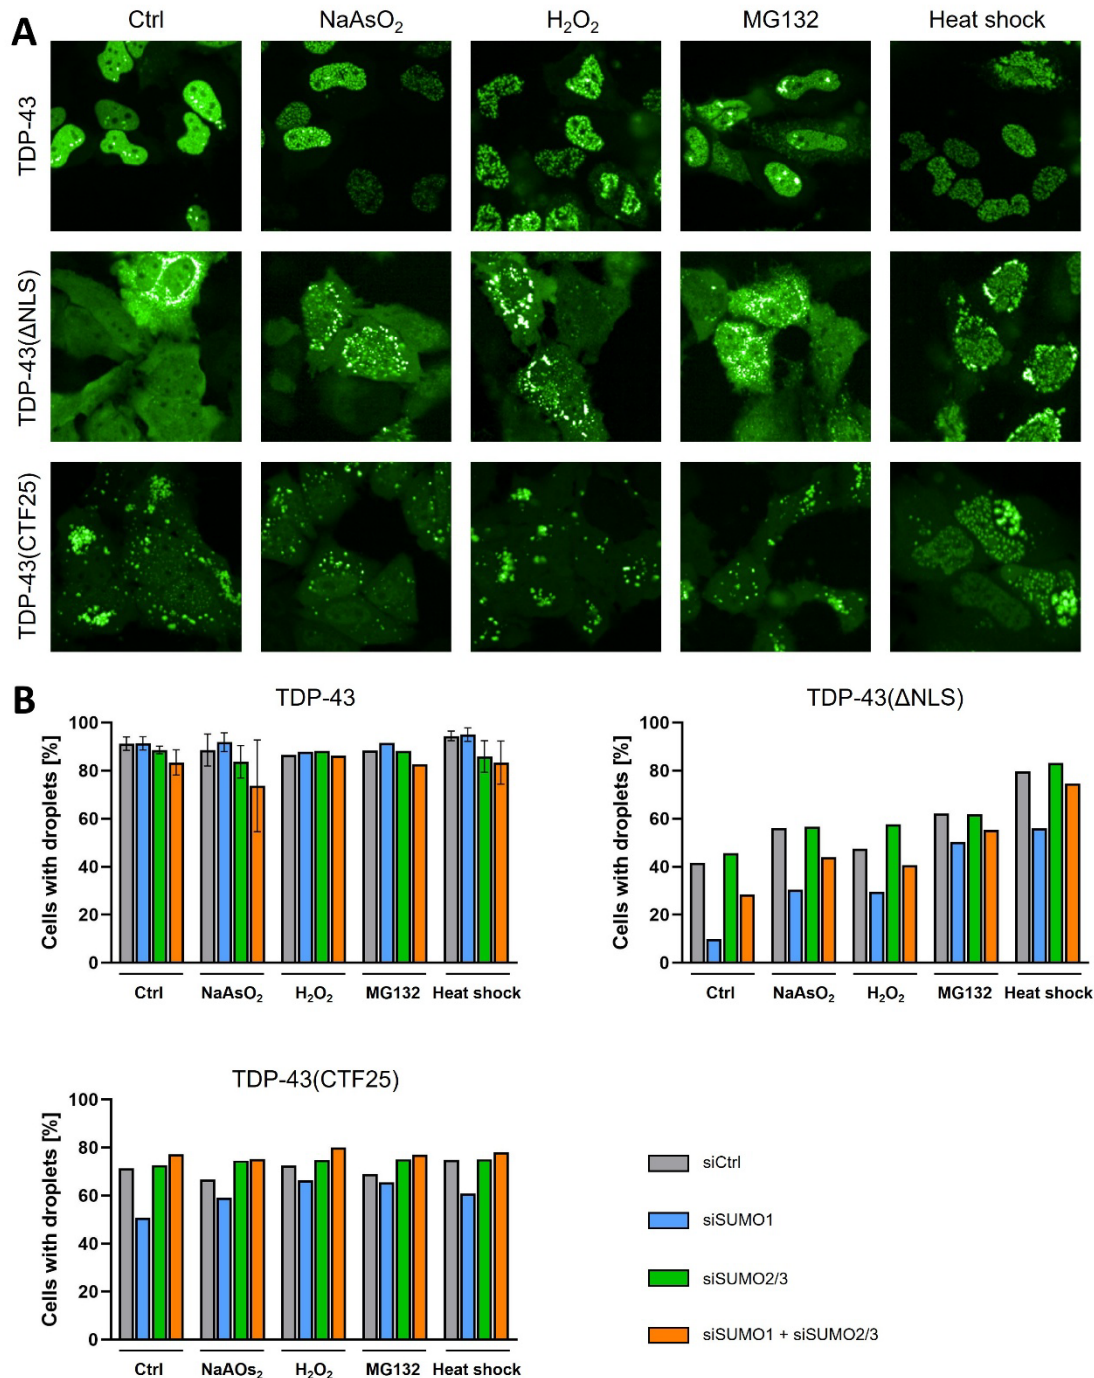 A
Ctrl
NaAsO₂
H₂O₂
MG132
Heat shock
TDP-43
TDP-43(ΔNLS)
TDP-43(CTF25)
B
TDP-43
Cells with droplets [%]
100
80
60
40
20
0
Ctrl
NaAsO₂
H₂O₂
MG132
Heat shock
TDP-43(ΔNLS)
Cells with droplets [%]
100
80
60
40
20
0
Ctrl
NaAsO₂
H₂O₂
MG132
Heat shock
TDP-43(CTF25)
Cells with droplets [%]
100
80
60
40
20
0
Ctrl
NaAOs₂
H₂O₂
MG132
Heat shock
siCtrl
siSUMO1
siSUMO2/3
siSUMO1 + siSUMO2/3